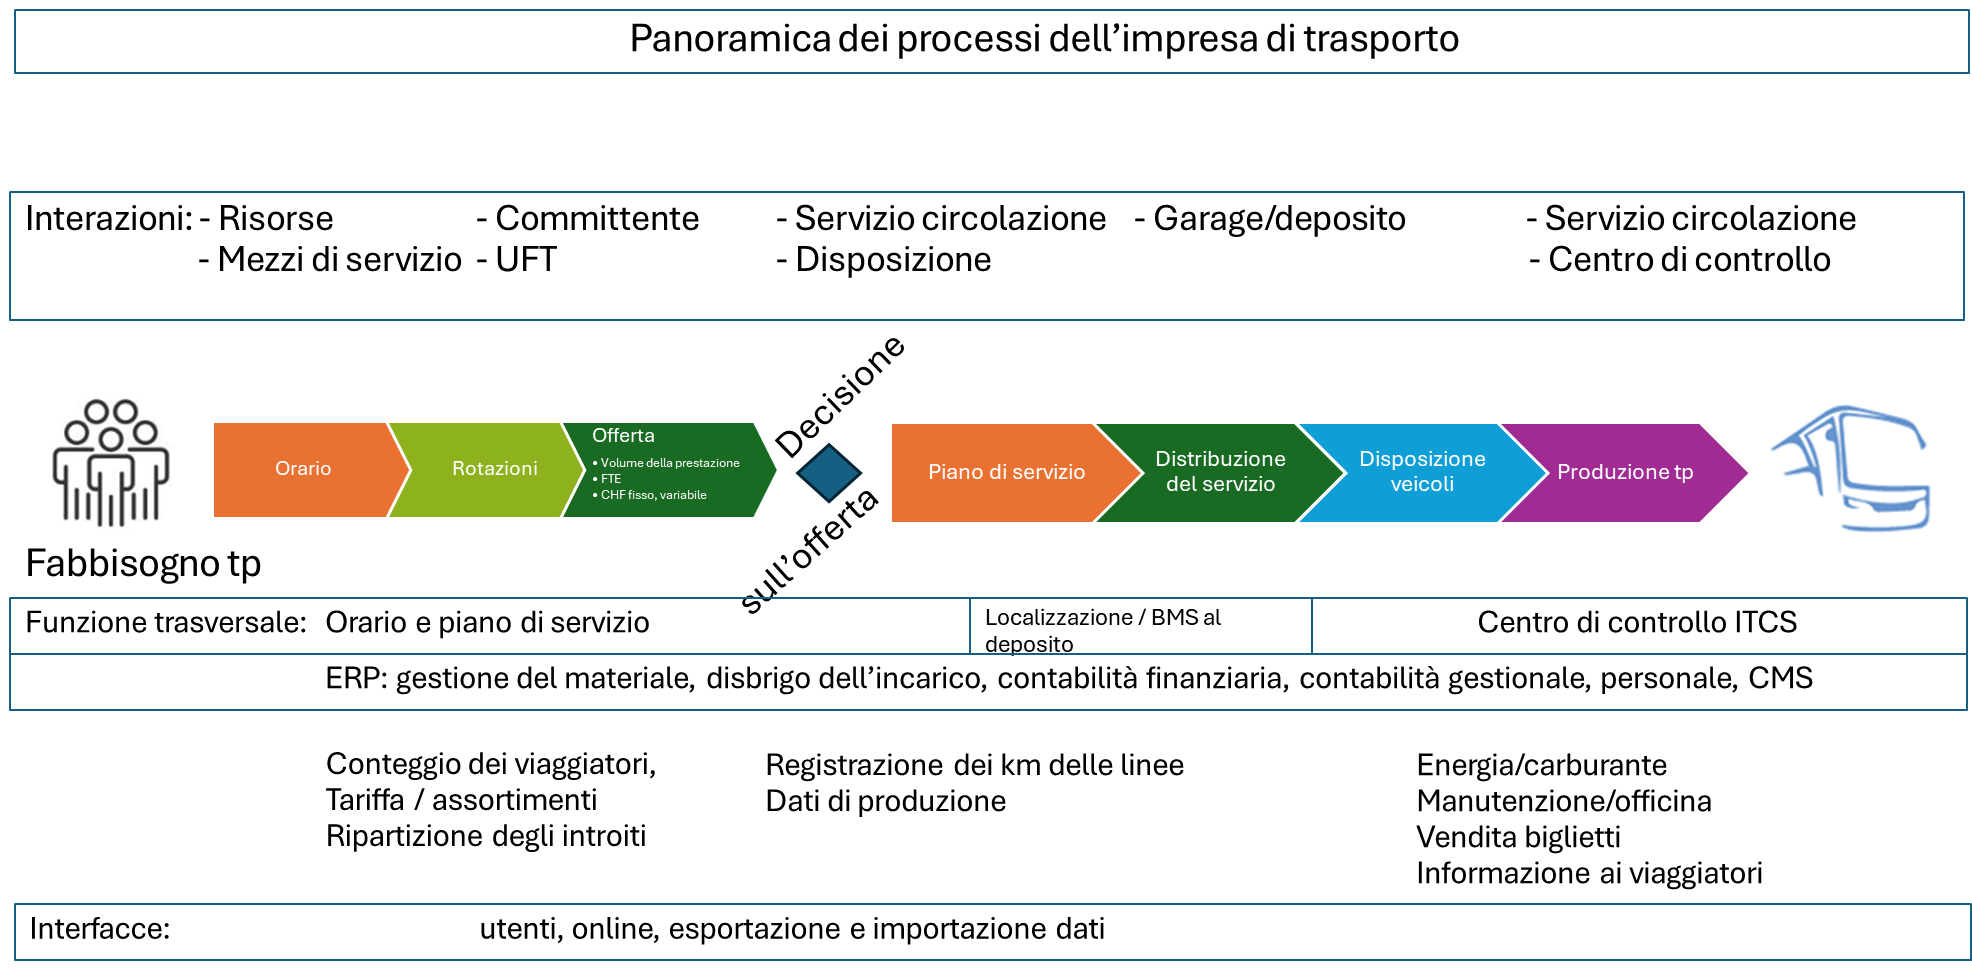 Panoramica dei processi dell’impresa di trasporto
Interazioni: - Risorse - Committente - Servizio circolazione - Garage/deposito - Servizio circolazione
- Mezzi di servizio - UFT - Disposizione - Centro di controllo
Fabbisogno tp
Orario
Rotazioni
Offerta
• Volume della prestazione
• FTE
• CHF fisso, variabile
Decisione
sull’offerta
Piano di servizio
Distribuzione
del servizio
Disposizione
veicoli
Produzione tp
Funzione trasversale: Orario e piano di servizio
Localizzazione / BMS al
deposito
Centro di controllo ITCS
ERP: gestione del materiale, disbrigo dell’incarico, contabilità finanziaria, contabilità gestionale, personale, CMS
Conteggio dei viaggiatori,
Tariffa / assortimenti
Ripartizione degli introiti
Registrazione dei km delle linee
Dati di produzione
Energia/carburante
Manutenzione/officina
Vendita biglietti
Informazione ai viaggiatori
Interfacce: utenti, online, esportazione e importazione dati